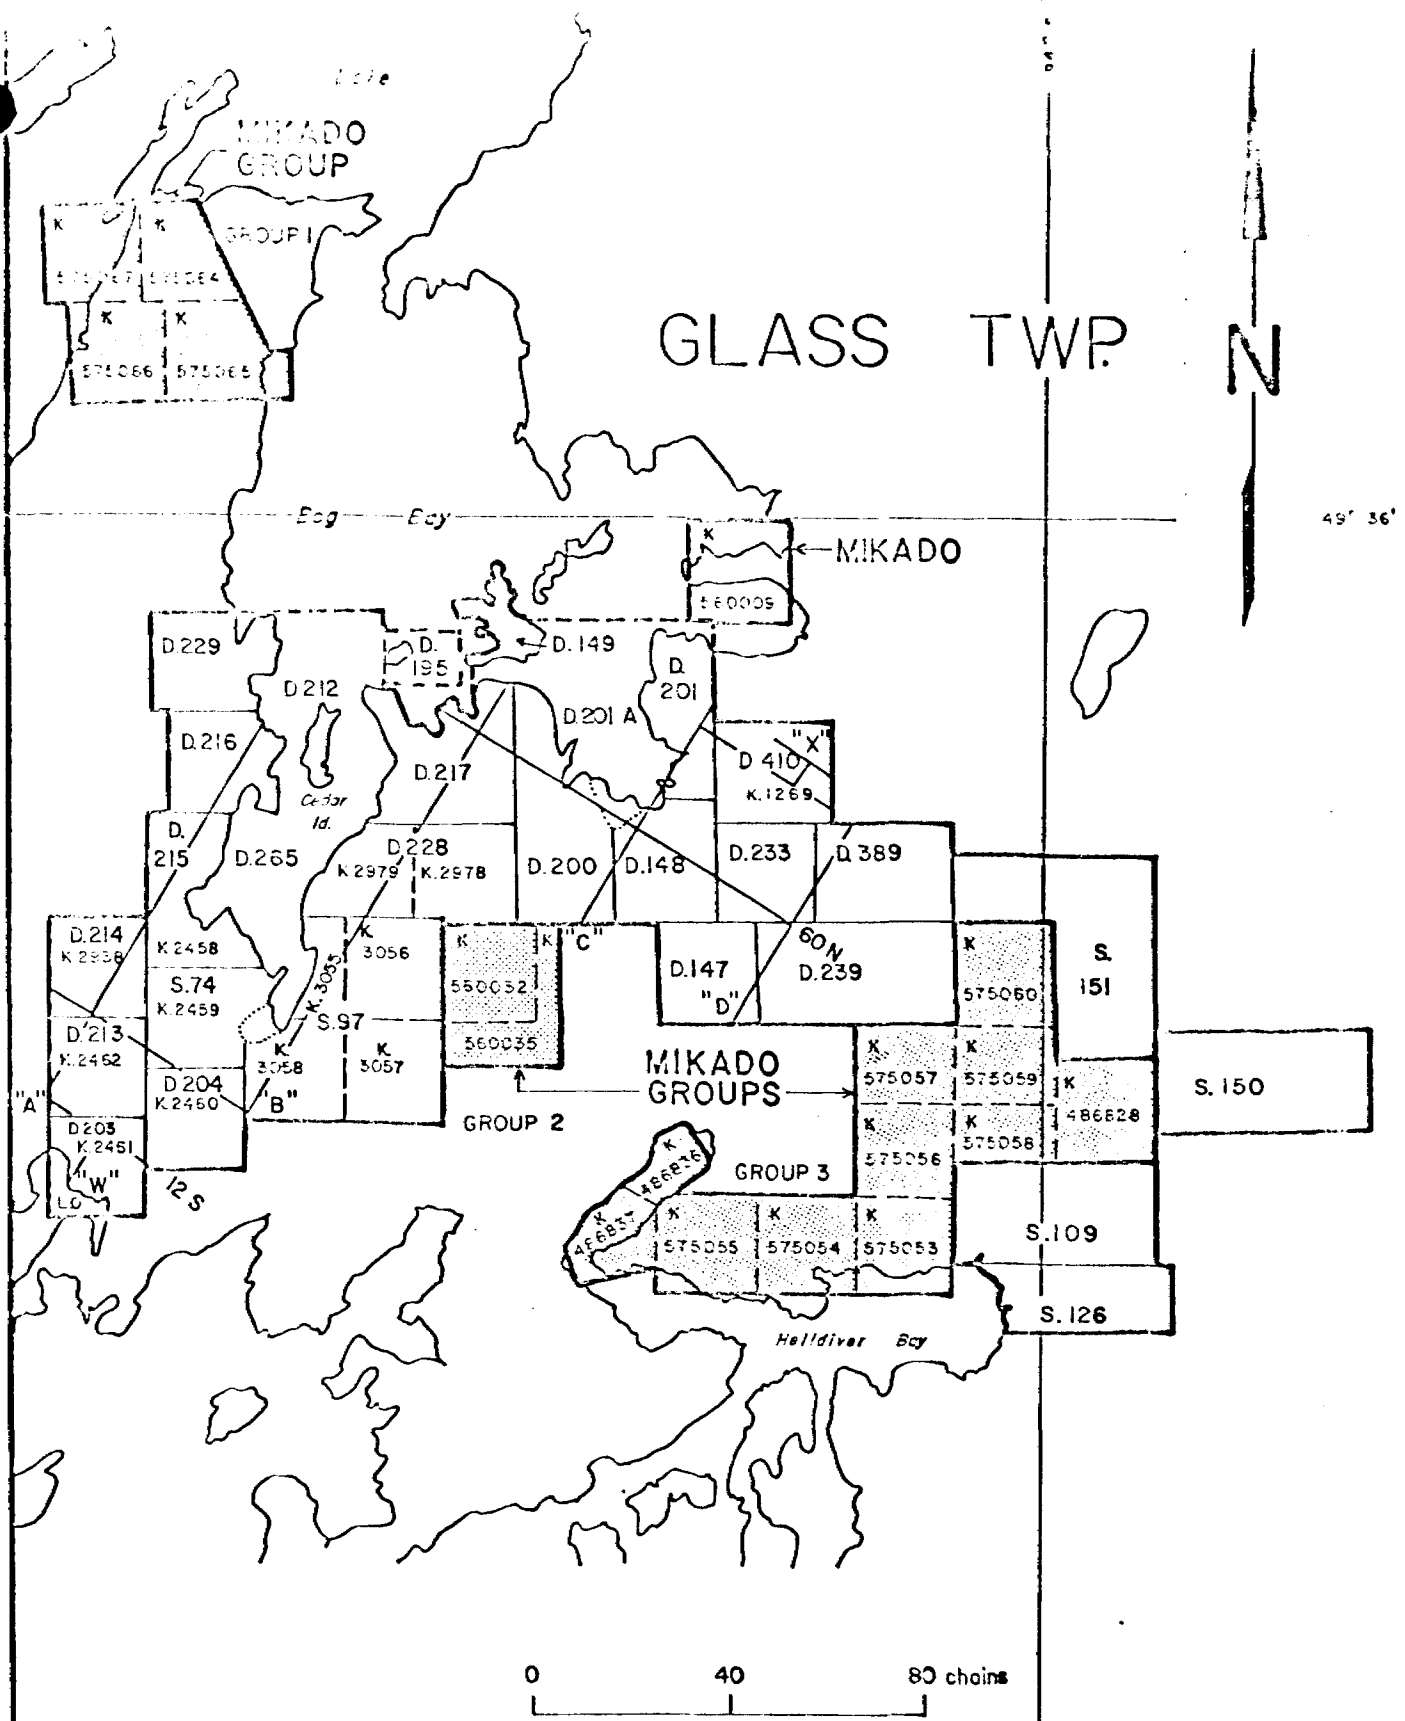 MIKADO
GROUP
K
K
GROUP 1
K
K
575066
575065
GLASS TWP.
N
Bag Bay
49° 36'
K
MIKADO
560009
D.229
D.
195
D.149
D.
201
D.212
D.201 A
D.216
"X"
D 410
D.217
K.1269
Cedar
Id.
D.
215
D.265
D.228
K 2979
K.2978
D.200
D.148
D.233
D.389
D.214
K 2938
K 2458
K
3056
K
K
"C"
60 N
K
S.
151
560032
D.147
D.239
575060
S.74
K.2459
K.3055
"D"
S.97
D.213
K.2462
560035
K
3058
K
3057
MIKADO
GROUPS
K
575057
K
575059
K
486828
S.150
D 204
K 2460
"A"
"B"
GROUP 2
D 203
K 2461
K
575056
K
575058
"W"
12 S
K
486836
GROUP 3
K
486837
K
575055
K
575054
K
575053
S.109
S.126
Helldiver Bay
0 40 80 chains